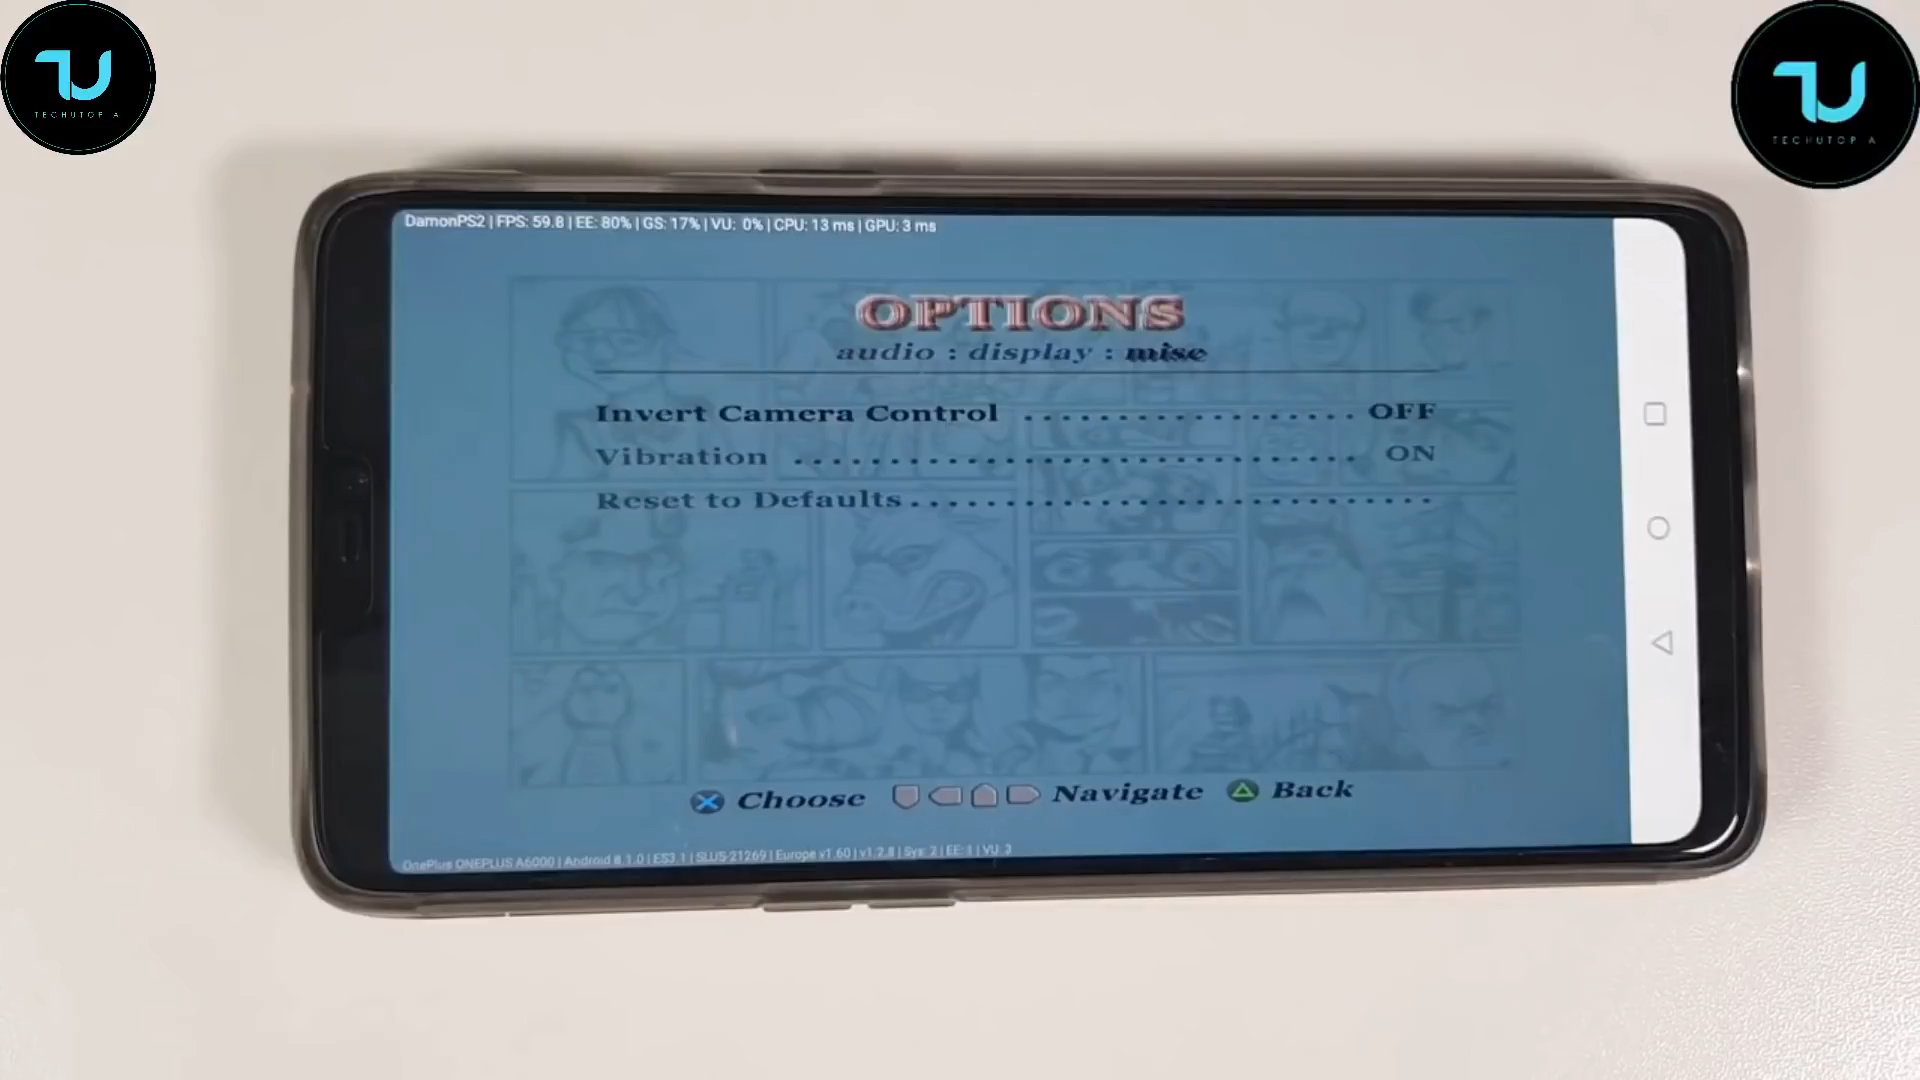 TECHUTOPIA
TECHUTOPIA
DamonPS2 | FPS: 59.8 | EE: 80% | GS: 17% | VU: 0% | CPU: 13 ms | GPU: 3 ms
OPTIONS
audio : display : misc
Invert Camera Control .................. OFF
Vibration .............................. ON
Reset to Defaults..............................
Choose Navigate Back
OnePlus ONEPLUS A6000 | Android 8.1.0 | ES3.1 | SLUS-21269 | Europe v1.60 | v1.2.8 | Sys: 2 | EE: 1 | VU: 3